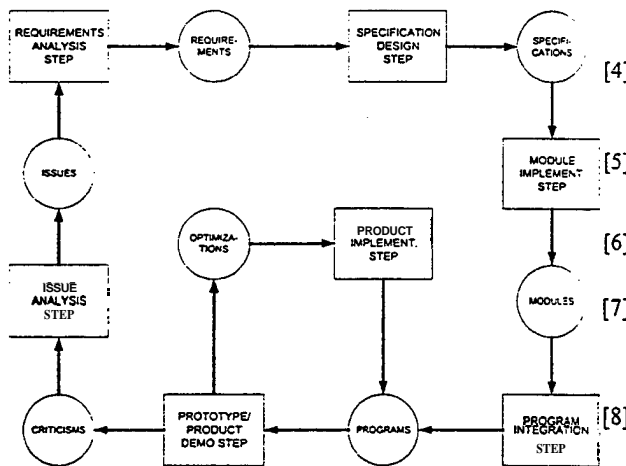 REQUIREMENTS
ANALYSIS
STEP
REQUIRE-
MENTS
SPECIFICATION
DESIGN
STEP
SPECIFI-
CATIONS
[4]
ISSUES
MODULE
IMPLEMENT
STEP
[5]
OPTIMIZA-
TIONS
PRODUCT
IMPLEMENT.
STEP
[6]
ISSUE
ANALYSIS
STEP
MODULES
[7]
CRITICISMS
PROTOTYPE/
PRODUCT
DEMO STEP
PROGRAMS
PROGRAM
INTEGRATION
STEP
[8]